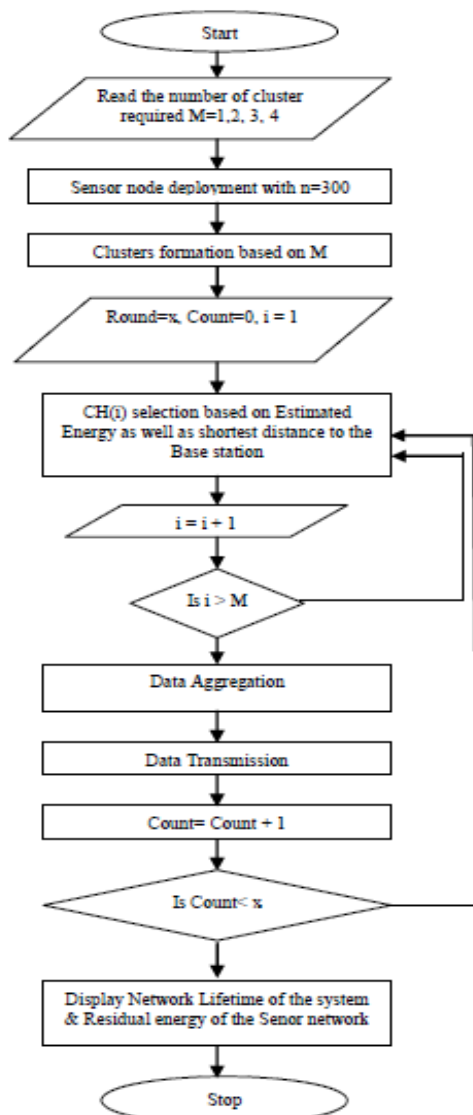 Start
Read the number of cluster
required M=1,2, 3, 4
Sensor node deployment with n=300
Clusters formation based on M
Round=x, Count=0, i = 1
CH(i) selection based on Estimated
Energy as well as shortest distance to the
Base station
i = i + 1
Is i > M
Data Aggregation
Data Transmission
Count= Count + 1
Is Count< x
Display Network Lifetime of the system
& Residual energy of the Senor network
Stop